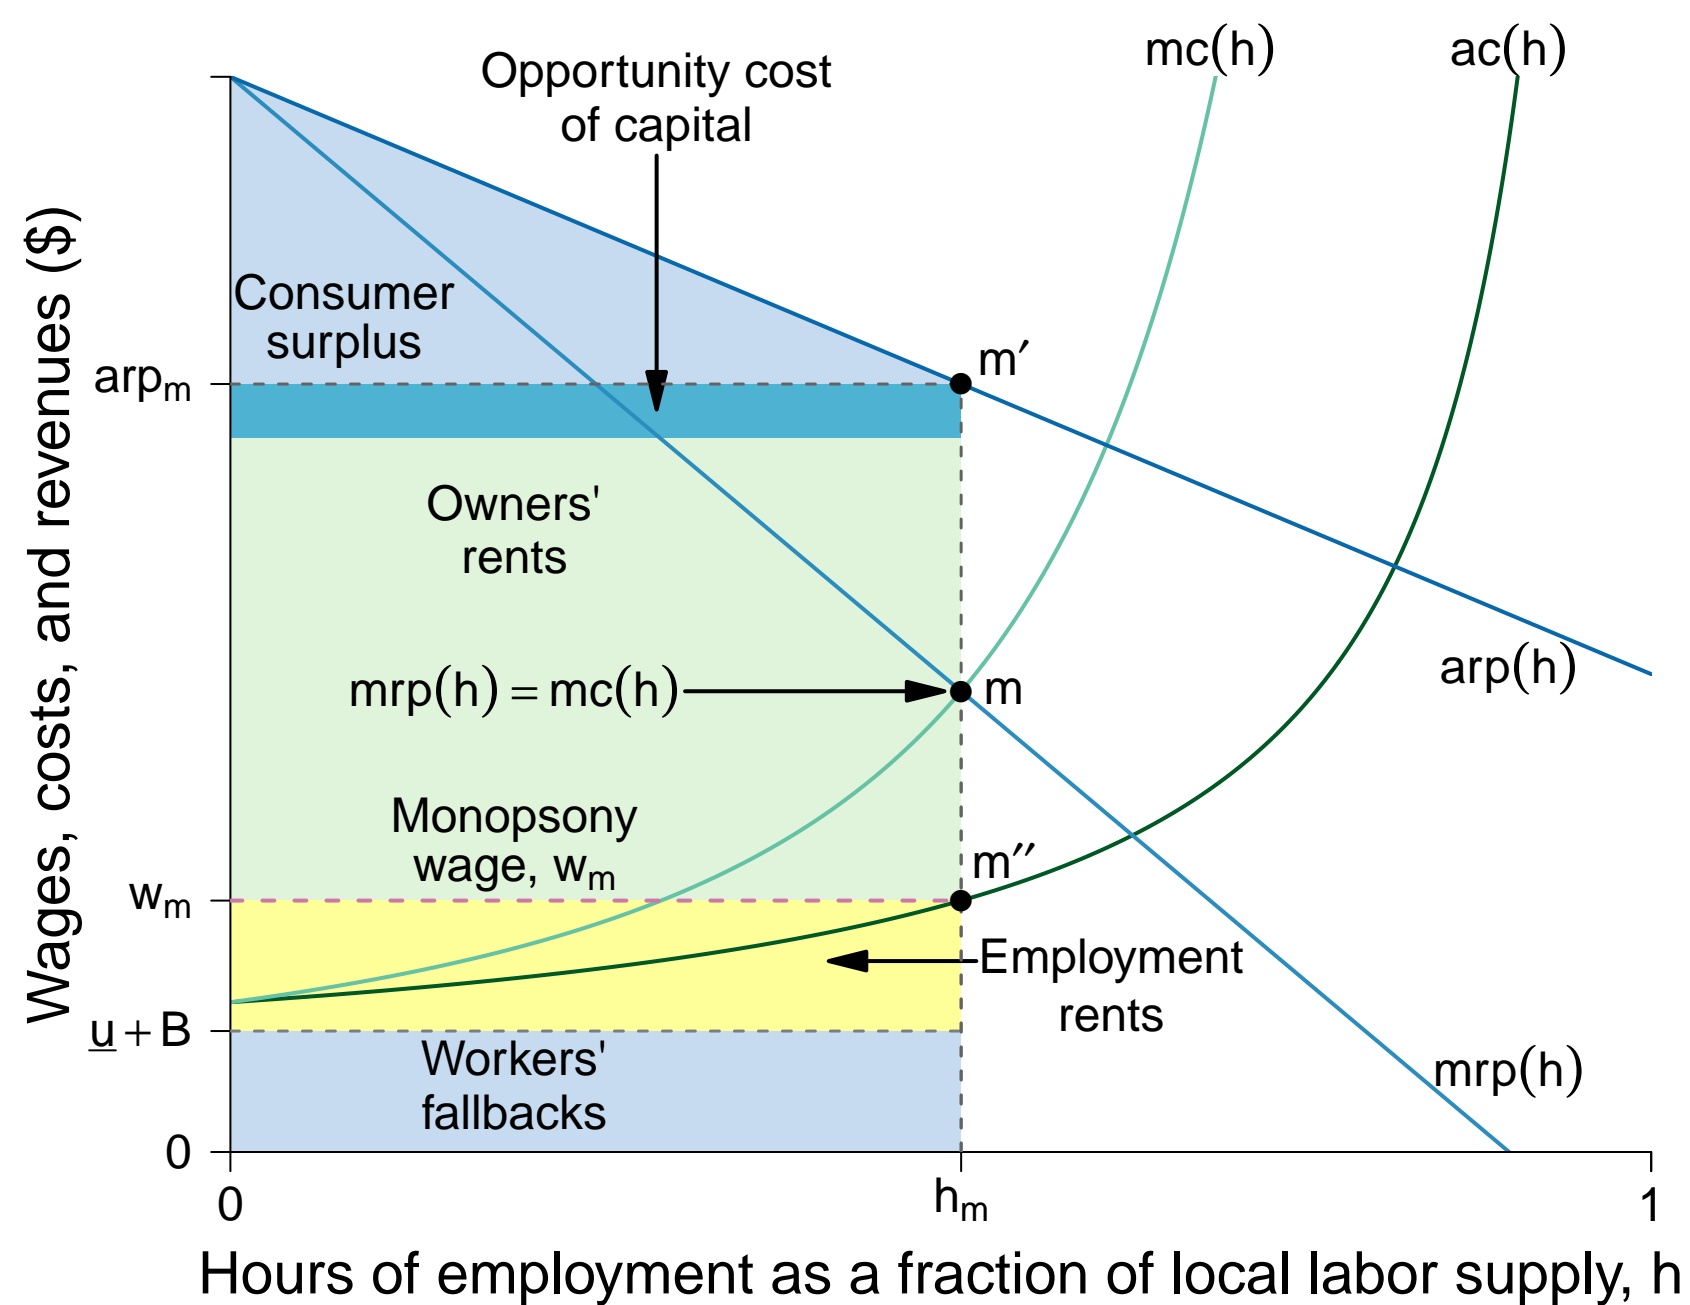 mc(h)
ac(h)
Opportunity cost
of capital
Wages, costs, and revenues ($)
Consumer
surplus
arpₘ
m′
Owners'
rents
arp(h)
mrp(h) = mc(h)
m
Monopsony
wage, wₘ
m′′
wₘ
Employment
rents
u̲ + B
Workers'
fallbacks
mrp(h)
0
0
hₘ
1
Hours of employment as a fraction of local labor supply, h